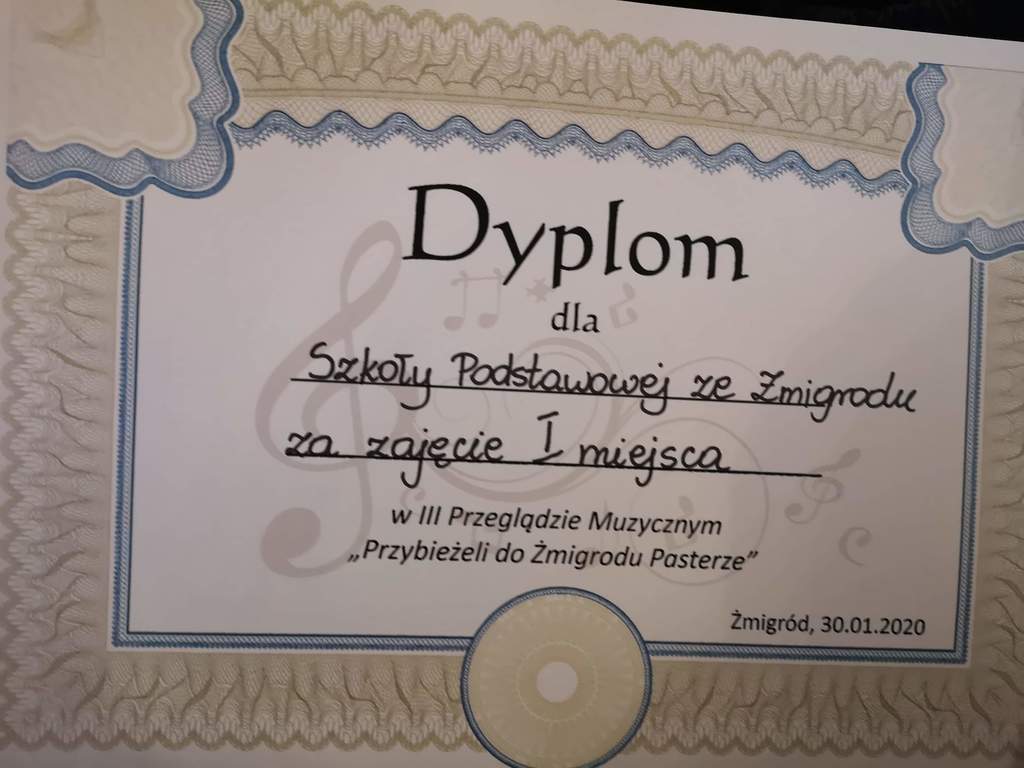 Dyplom
dla
Szkoły Podstawowej ze Żmigrodu
za zajęcie I miejsca
w III Przeglądzie Muzycznym
„Przybieżeli do Żmigrodu Pasterze”
Żmigród, 30.01.2020